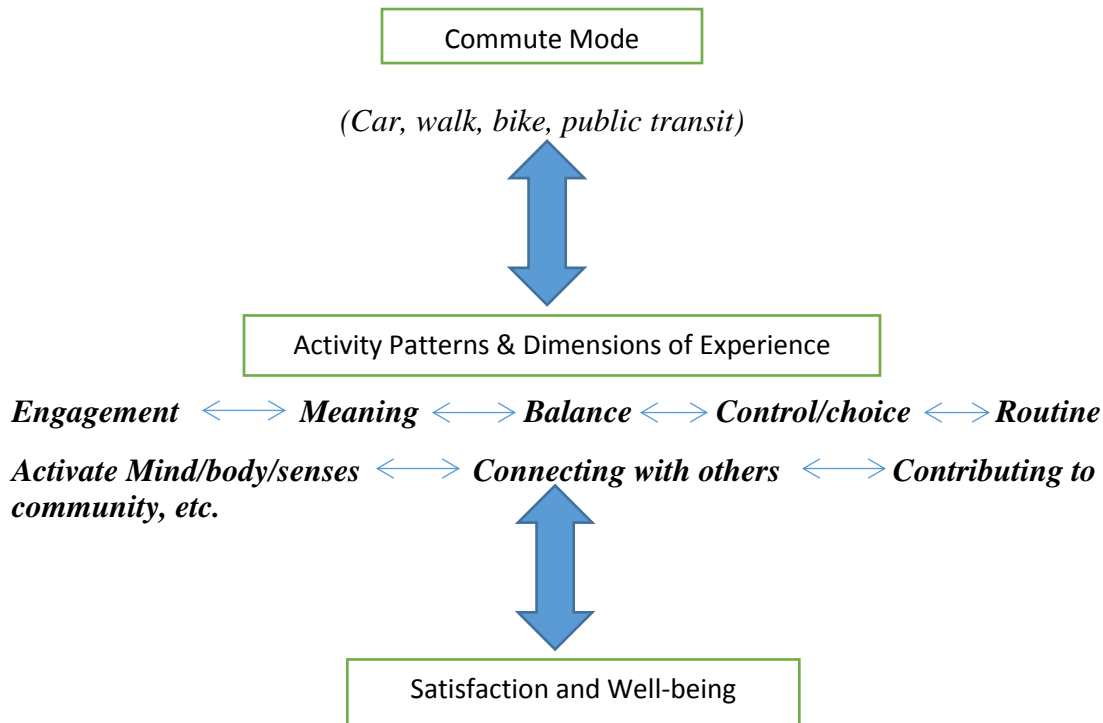 Commute Mode
(Car, walk, bike, public transit)
Activity Patterns & Dimensions of Experience
Engagement Meaning Balance Control/choice Routine
Activate Mind/body/senses Connecting with others Contributing to
community, etc.
Satisfaction and Well-being